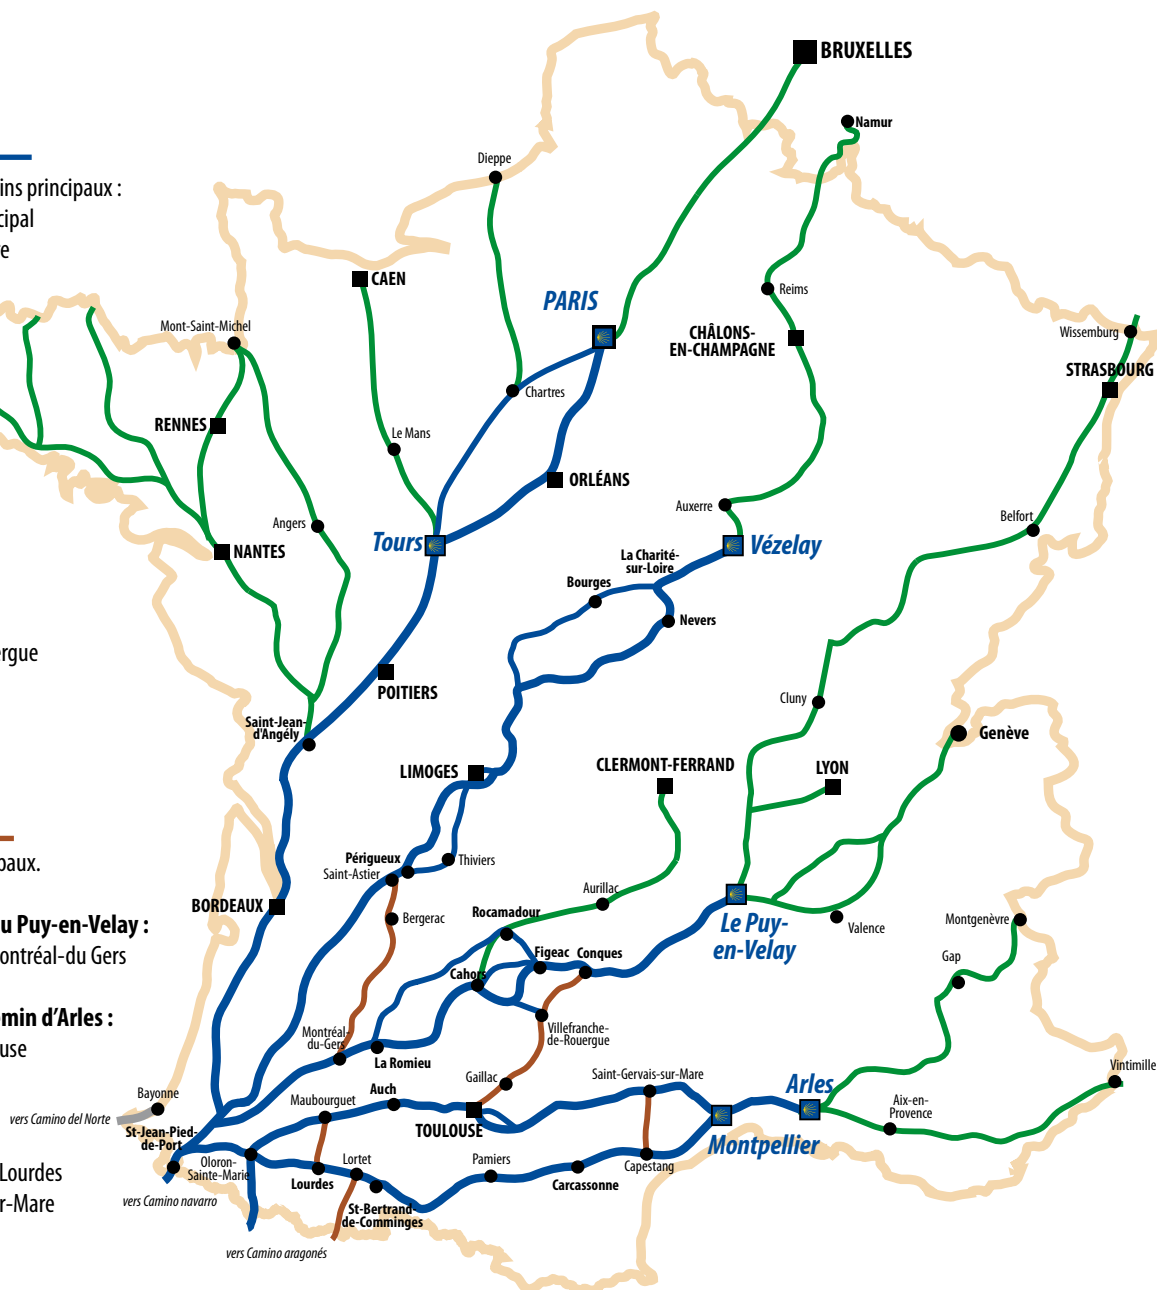 BRUXELLES
Namur
Dieppe
ins principaux :
cipal
e
CAEN
PARIS
Reims
Mont-Saint-Michel
CHÂLONS-
EN-CHAMPAGNE
Wissemburg
STRASBOURG
Chartres
RENNES
Le Mans
ORLÉANS
Auxerre
Angers
Belfort
NANTES
Tours
Vézelay
La Charité-
sur-Loire
Bourges
Nevers
ergue
POITIERS
Cluny
Saint-Jean-
d'Angély
Genève
LIMOGES
CLERMONT-FERRAND
LYON
paux.
Périgueux
Saint-Astier
Thiviers
BORDEAUX
Bergerac
Aurillac
Rocamadour
Le Puy-
en-Velay
Valence
Montgenèvre
u Puy-en-Velay :
ontréal-du Gers
Figeac
Conques
Cahors
Gap
min d'Arles :
use
Montréal-
du-Gers
La Romieu
Villefranche-
de-Rouergue
Gaillac
Saint-Gervais-sur-Mare
Vintimille
Bayonne
vers Camino del Norte
Maubourguet
Auch
Arles
Aix-en-
Provence
St-Jean-Pied-
de-Port
TOULOUSE
Montpellier
Oloron-
Sainte-Marie
Lourdes
Lortet
Pamiers
Carcassonne
Capestang
Lourdes
r-Mare
vers Camino navarro
St-Bertrand-
de-Comminges
vers Camino aragonés